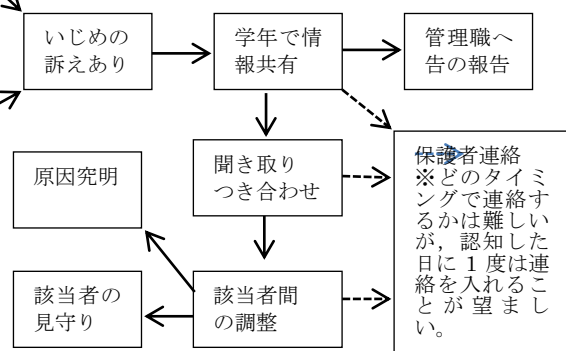 いじめの
訴えあり
学年で情
報共有
管理職へ
告の報告
聞き取り
つき合わせ
原因究明
保護者連絡
※どのタイミ
ングで連絡す
るかは難しい
が，認知した
日に 1 度は連
絡を入れるこ
とが望まし
い。
該当者の
見守り
該当者間
の調整